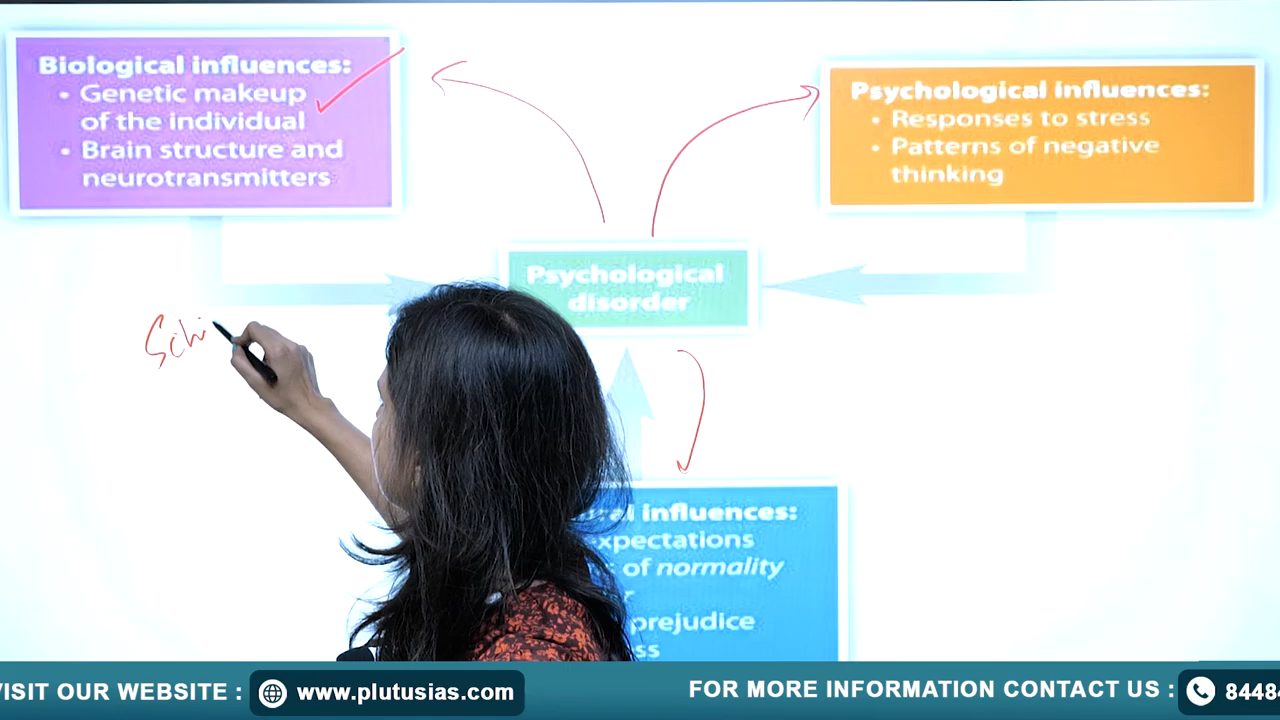 Biological influences:
• Genetic makeup
of the individual
• Brain structure and
neurotransmitters
Psychological influences:
• Responses to stress
• Patterns of negative
thinking
Psychological
disorder
Schi
influences:
expectations
of normality
prejudice
VISIT OUR WEBSITE :
www.plutusias.com
FOR MORE INFORMATION CONTACT US :
8448